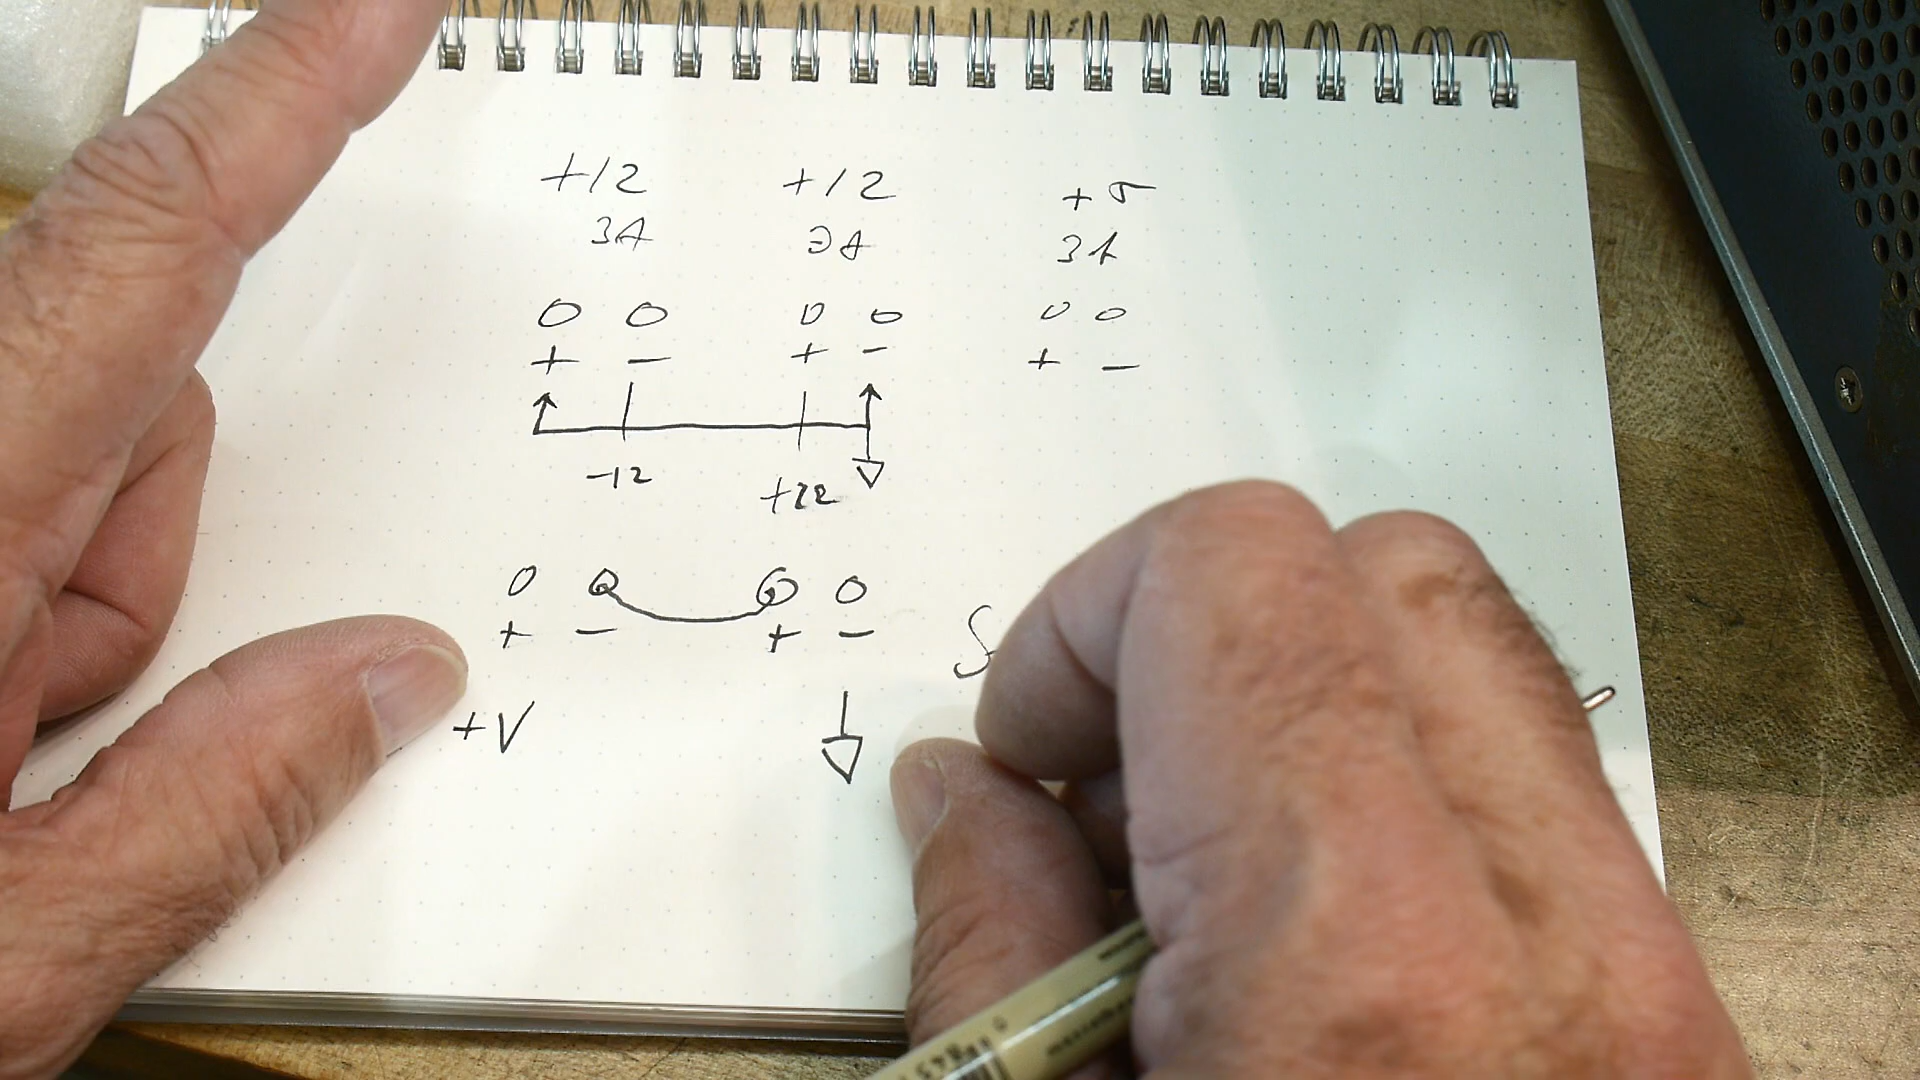 +12 +12 +5
3A 3A 3A
O O O O O O
+ − + − + −
-12
+12
O O O O
+ − + −
S
+V